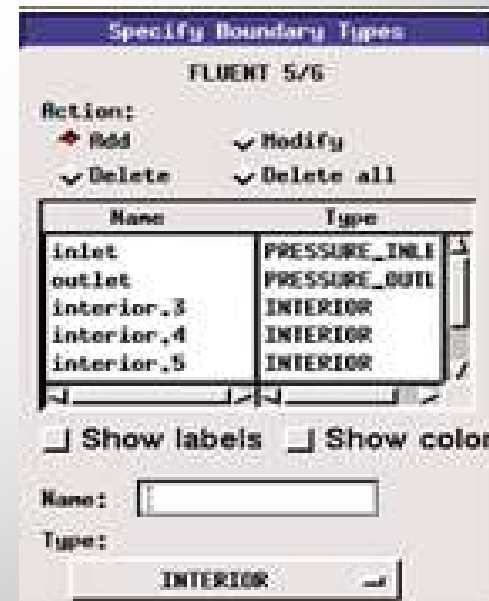 Specify Boundary Types
FLUENT 5/6
Action:
Add Modify
Delete Delete all
Name Type
inlet PRESSURE_INLE
outlet PRESSURE_OUTL
interior.3 INTERIOR
interior.4 INTERIOR
interior.5 INTERIOR
Show labels Show color
Name:
Type:
INTERIOR